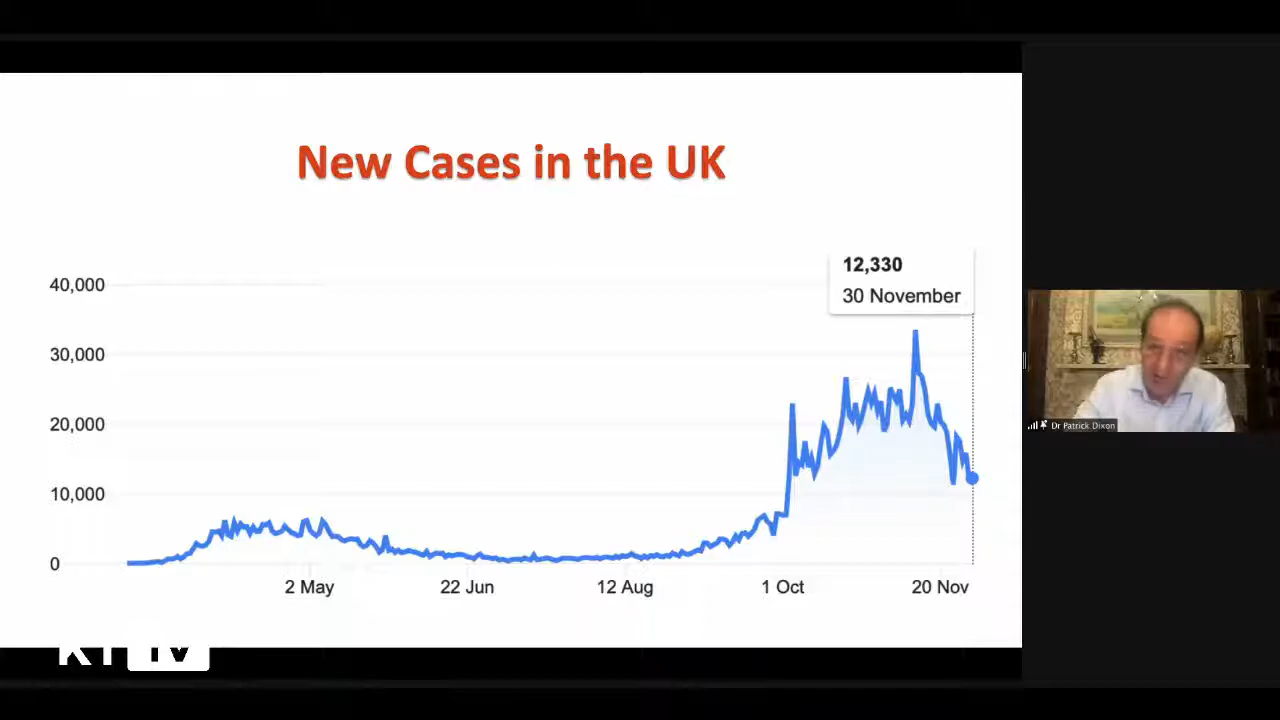 New Cases in the UK
12,330
30 November
40,000
30,000
20,000
10,000
0
2 May
22 Jun
12 Aug
1 Oct
20 Nov
Dr Patrick Dixon
TV